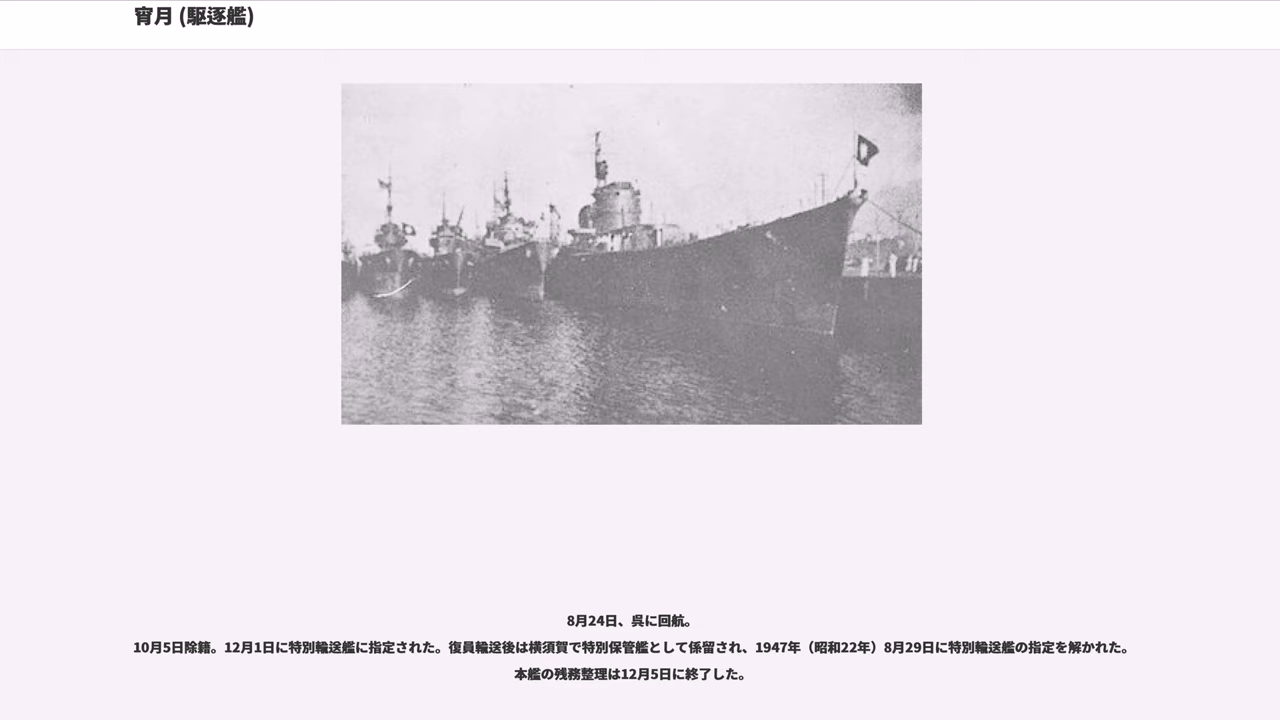 宵月 (駆逐艦)
8月24日、呉に回航。
10月5日除籍。12月1日に特別輸送艦に指定された。復員輸送後は横須賀で特別保管艦として係留され、1947年（昭和22年）8月29日に特別輸送艦の指定を解かれた。
本艦の残務整理は12月5日に終了した。